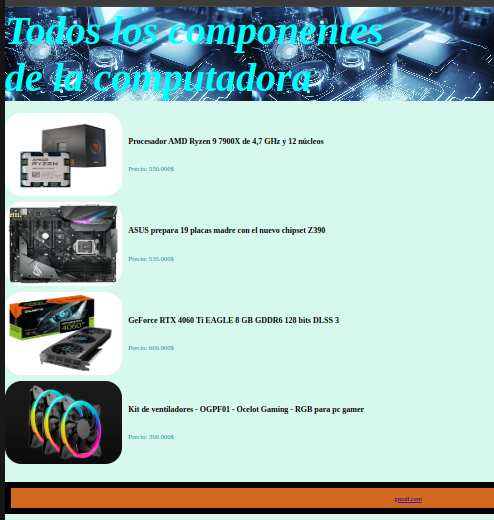 Todos los componentes
de la computadora
AMD
RYZEN
Procesador AMD Ryzen 9 7900X de 4,7 GHz y 12 núcleos
Precio: 550.000$
ASUS prepara 19 placas madre con el nuevo chipset Z390
Precio: 535.000$
GeForce RTX 4060 Ti EAGLE 8 GB GDDR6 128 bits DLSS 3
Precio: 600.000$
Kit de ventiladores - OGPF01 - Ocelot Gaming - RGB para pc gamer
Precio: 300.000$
gmail.com